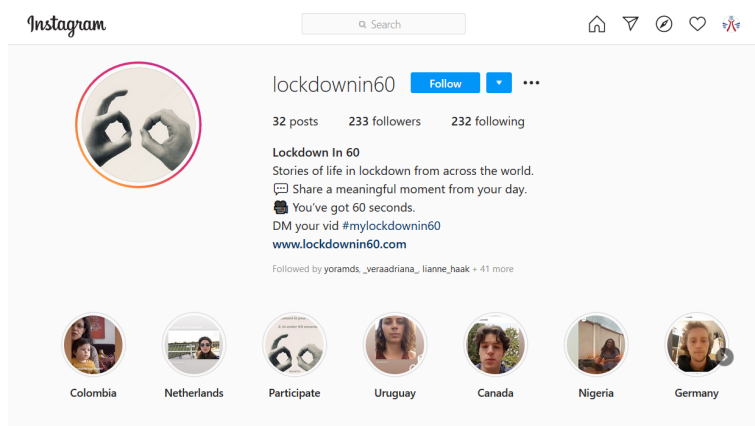 Instagram
Search
lockdownin60 Follow
32 posts 233 followers 232 following
Lockdown In 60
Stories of life in lockdown from across the world.
💬 Share a meaningful moment from your day.
🎥 You've got 60 seconds.
DM your vid #mylockdownin60
www.lockdownin60.com
Followed by yoramds, _veraadriana_, lianne_haak + 41 more
Colombia Netherlands Participate Uruguay Canada Nigeria Germany